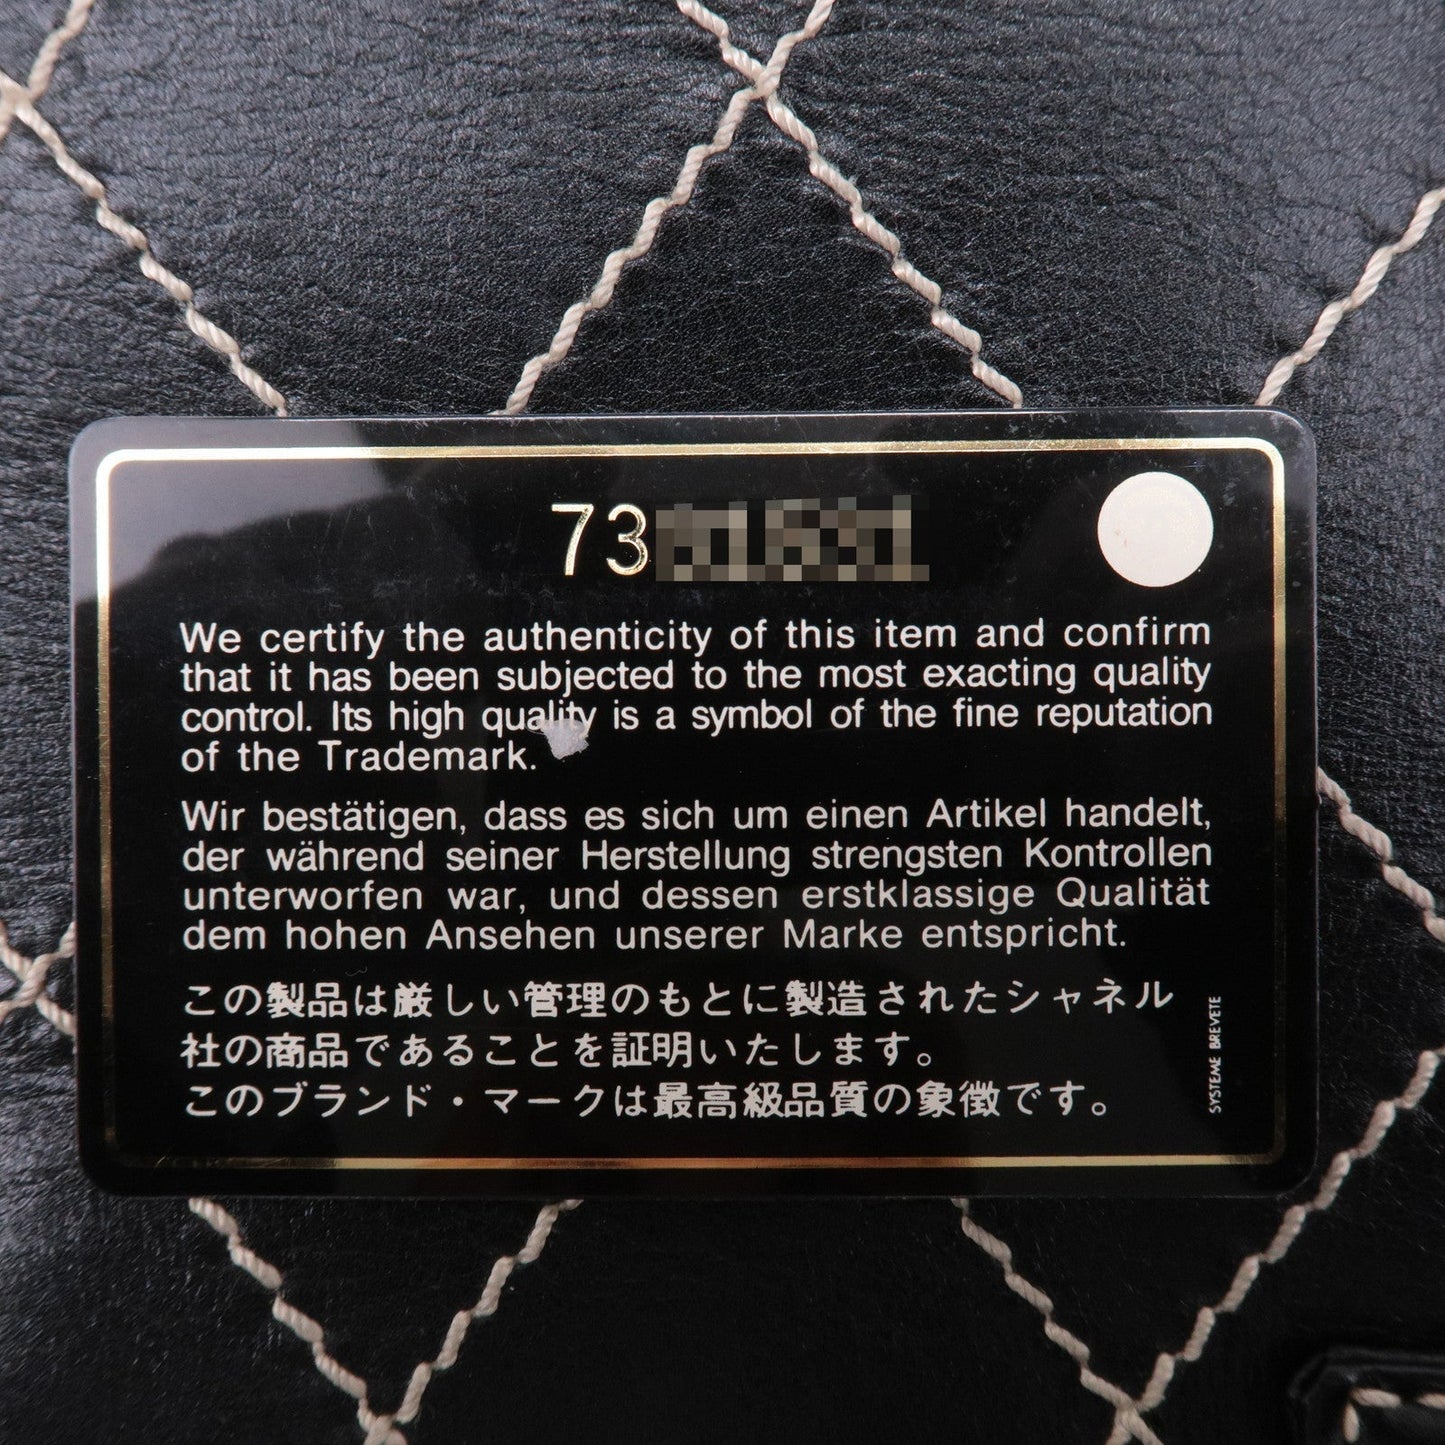 73
We certify the authenticity of this item and confirm
that it has been subjected to the most exacting quality
control. Its high quality is a symbol of the fine reputation
of the Trademark.
Wir bestätigen, dass es sich um einen Artikel handelt,
der während seiner Herstellung strengsten Kontrollen
unterworfen war, und dessen erstklassige Qualität
dem hohen Ansehen unserer Marke entspricht.
この製品は厳しい管理のもとに製造されたシャネル
社の商品であることを証明いたします。
このブランド・マークは最高級品質の象徴です。
SYSTEME BREVETE